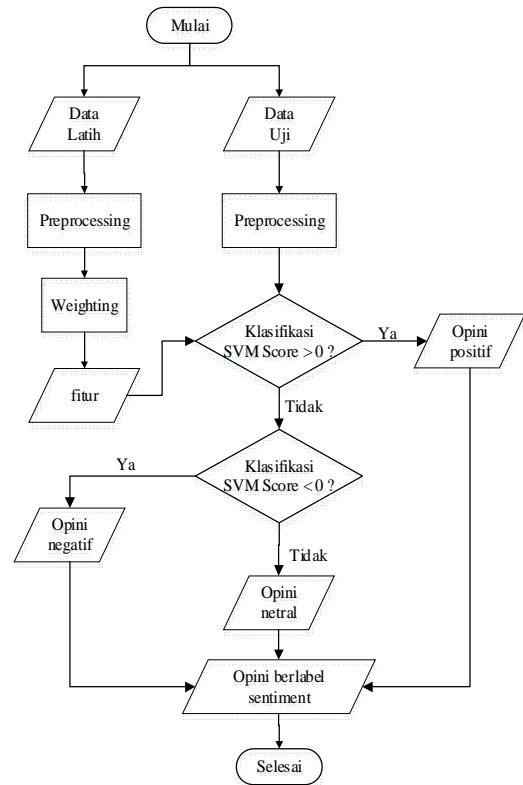 Mulai
Data
Latih
Data
Uji
Preprocessing
Preprocessing
Weighting
fitur
Klasifikasi
SVM Score > 0 ?
Ya
Opini
positif
Tidak
Klasifikasi
SVM Score < 0 ?
Ya
Opini
negatif
Tidak
Opini
netral
Opini berlabel
sentiment
Selesai